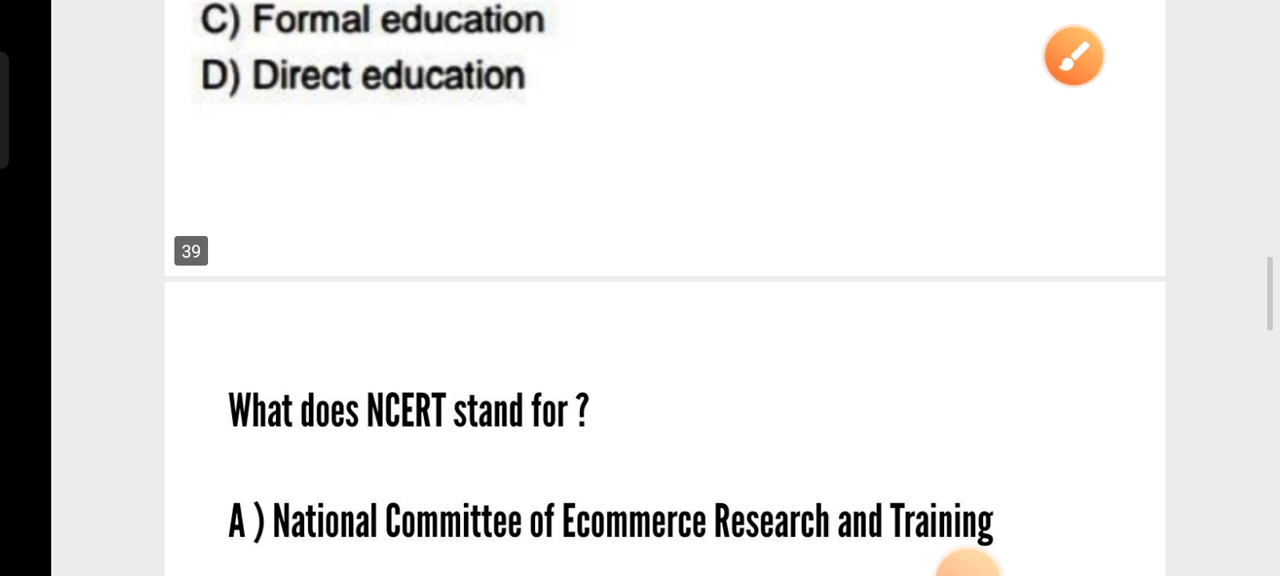 C) Formal education
D) Direct education
39
What does NCERT stand for ?
A ) National Committee of Ecommerce Research and Training